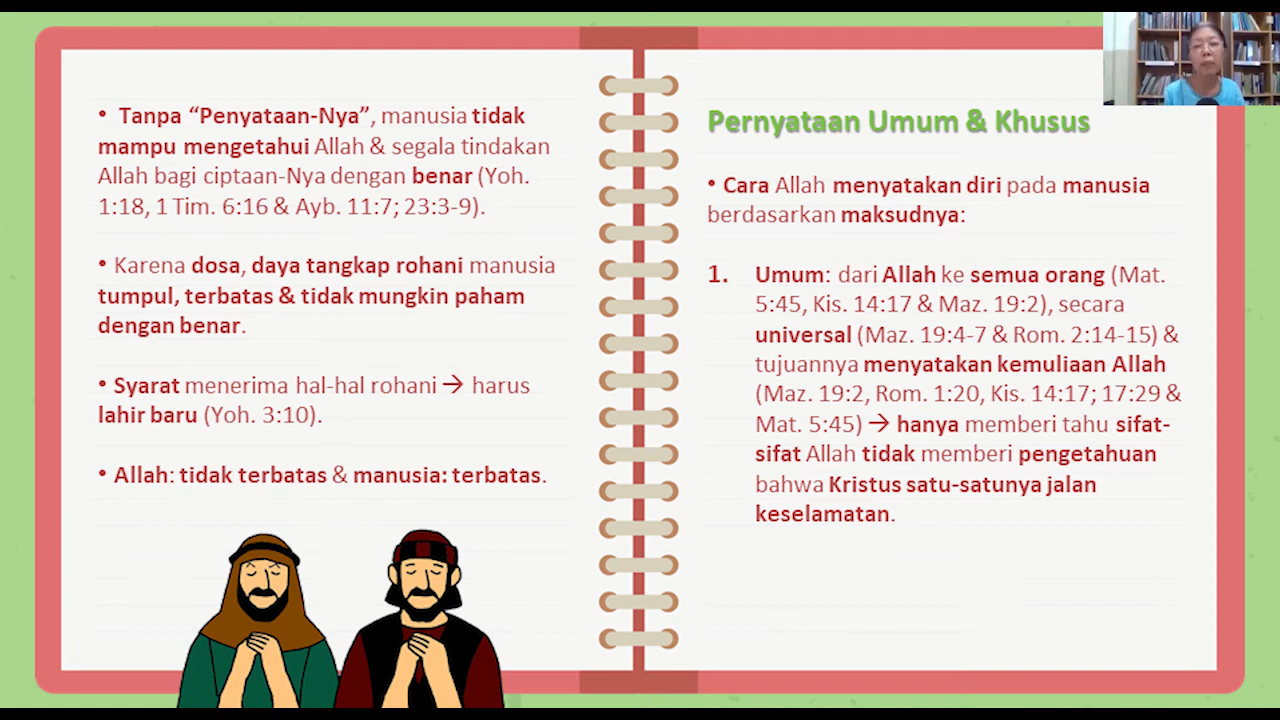 • Tanpa “Penyataan-Nya”, manusia tidak
mampu mengetahui Allah & segala tindakan
Allah bagi ciptaan-Nya dengan benar (Yoh.
1:18, 1 Tim. 6:16 & Ayb. 11:7; 23:3-9).
• Karena dosa, daya tangkap rohani manusia
tumpul, terbatas & tidak mungkin paham
dengan benar.
• Syarat menerima hal-hal rohani → harus
lahir baru (Yoh. 3:10).
• Allah: tidak terbatas & manusia: terbatas.
Pernyataan Umum & Khusus
• Cara Allah menyatakan diri pada manusia
berdasarkan maksudnya:
1. Umum: dari Allah ke semua orang (Mat.
5:45, Kis. 14:17 & Maz. 19:2), secara
universal (Maz. 19:4-7 & Rom. 2:14-15) &
tujuannya menyatakan kemuliaan Allah
(Maz. 19:2, Rom. 1:20, Kis. 14:17; 17:29 &
Mat. 5:45) → hanya memberi tahu sifat-
sifat Allah tidak memberi pengetahuan
bahwa Kristus satu-satunya jalan
keselamatan.